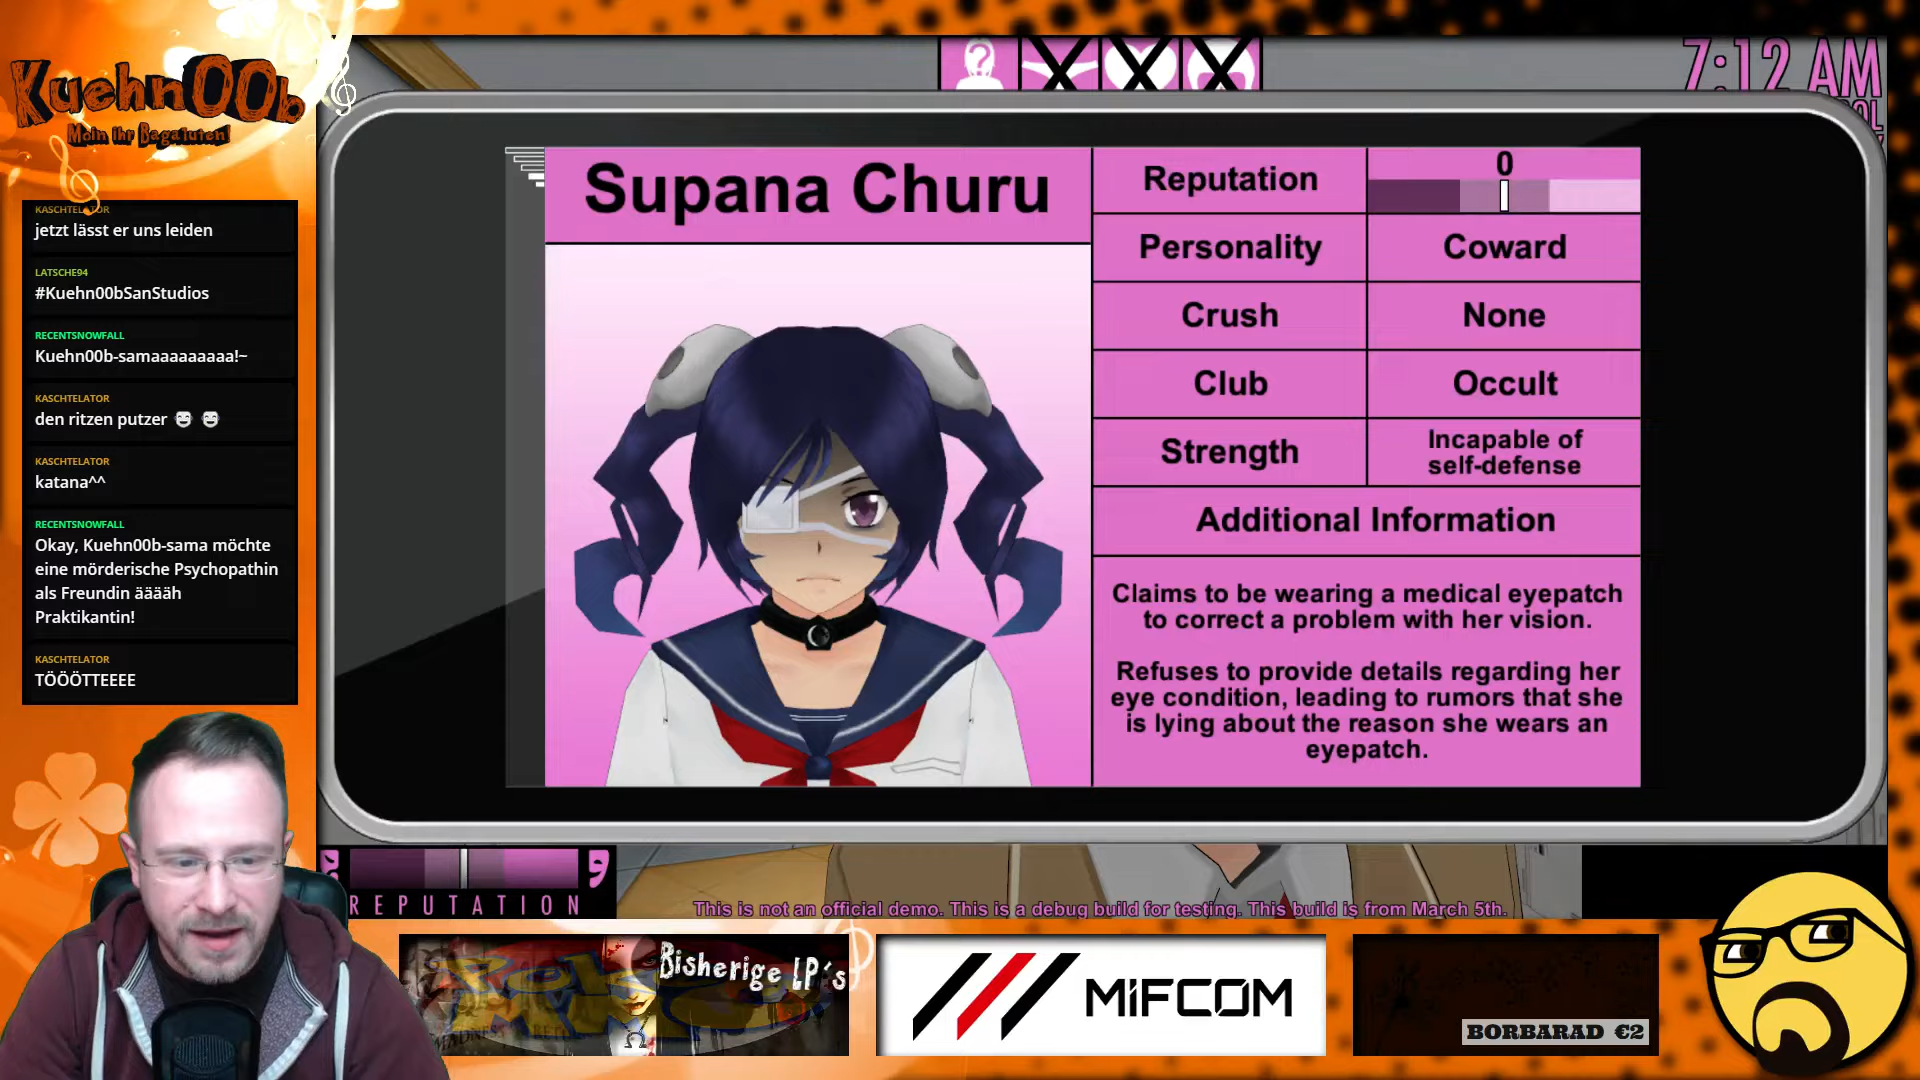 Kuehn00b
Moin ihr Bagaluten!
KASCHTELATOR
jetzt lässt er uns leiden
LATSCHE94
#Kuehn00bSanStudios
RECENTSNOWFALL
Kuehn00b-samaaaaaaaaa!~
KASCHTELATOR
den ritzen putzer
KASCHTELATOR
katana^^
RECENTSNOWFALL
Okay, Kuehn00b-sama möchte
eine mörderische Psychopathin
als Freundin ääääh
Praktikantin!
KASCHTELATOR
TÖÖÖTTEEEE
7:12 AM
Supana Churu
Reputation
0
Personality
Coward
Crush
None
Club
Occult
Strength
Incapable of
self-defense
Additional Information
Claims to be wearing a medical eyepatch
to correct a problem with her vision.
Refuses to provide details regarding her
eye condition, leading to rumors that she
is lying about the reason she wears an
eyepatch.
REPUTATION
This is not an official demo. This is a debug build for testing. This build is from March 5th.
Bisherige LP's
MIFCOM
BORBARAD €2